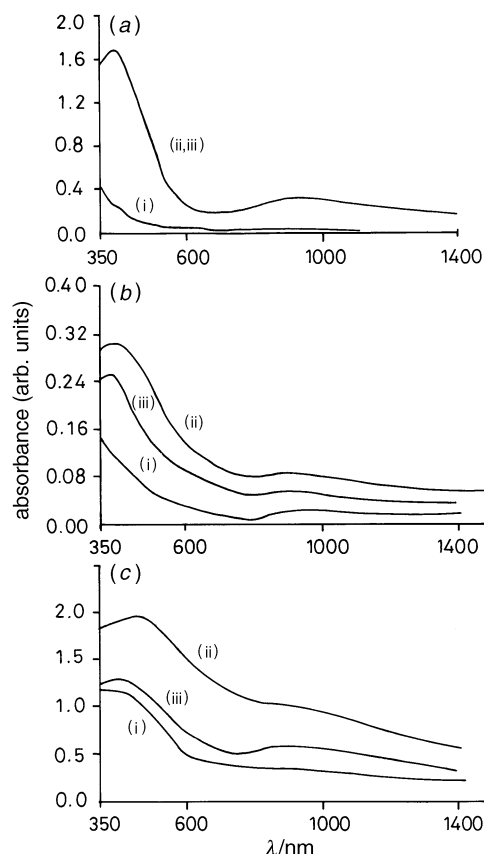 (a)
2.0
1.6
1.2
0.8
0.4
0.0
(ii,iii)
(i)
350 600 1000 1400
(b)
0.40
0.32
0.24
0.16
0.08
0.00
(iii)
(ii)
(i)
350 600 1000 1400
(c)
2.0
1.5
1.0
0.5
0.0
(ii)
(iii)
(i)
350 600 1000 1400
λ/nm
absorbance (arb. units)